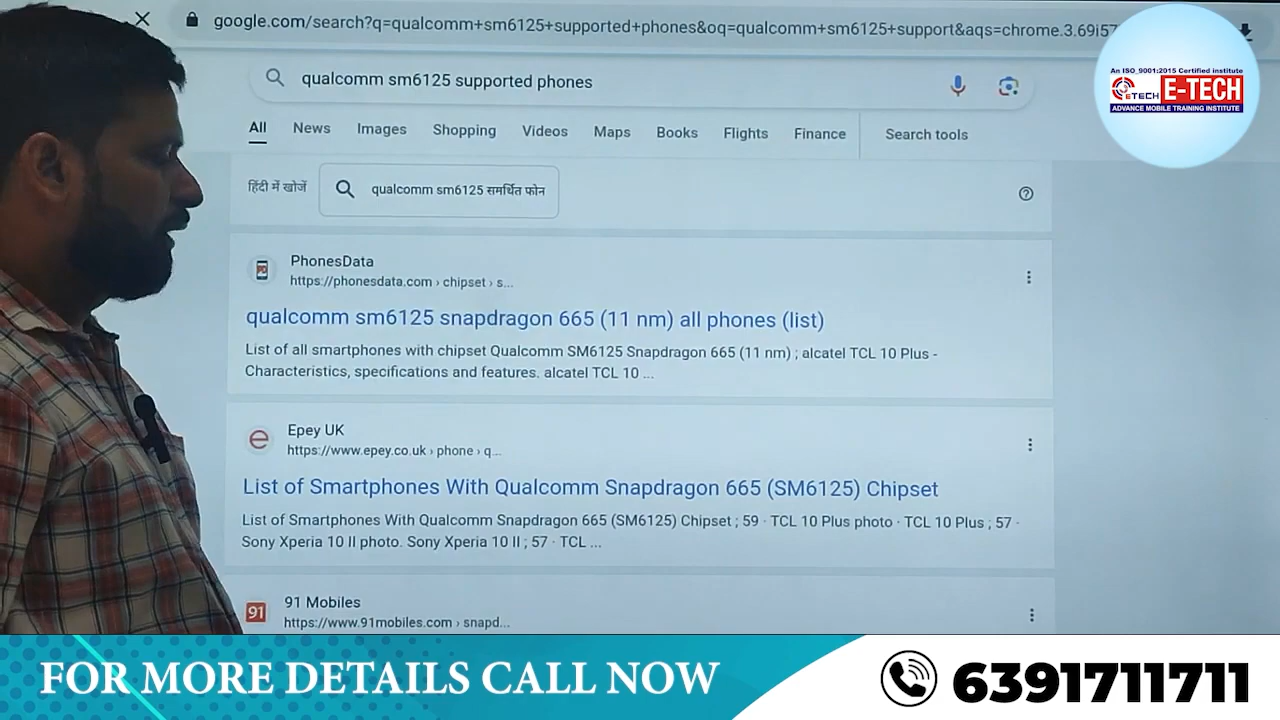 google.com/search?q=qualcomm+sm6125+supported+phones&oq=qualcomm+sm6125+support&aqs=chrome.3.69i57
qualcomm sm6125 supported phones
All News Images Shopping Videos Maps Books Flights Finance Search tools
हिंदी में खोजें qualcomm sm6125 समर्थित फोन
PhonesData
https://phonesdata.com › chipset › s...
qualcomm sm6125 snapdragon 665 (11 nm) all phones (list)
List of all smartphones with chipset Qualcomm SM6125 Snapdragon 665 (11 nm) ; alcatel TCL 10 Plus -
Characteristics, specifications and features. alcatel TCL 10 ...
Epey UK
https://www.epey.co.uk › phone › q...
List of Smartphones With Qualcomm Snapdragon 665 (SM6125) Chipset
List of Smartphones With Qualcomm Snapdragon 665 (SM6125) Chipset ; 59 · TCL 10 Plus photo · TCL 10 Plus ; 57 ·
Sony Xperia 10 II photo. Sony Xperia 10 II ; 57 · TCL ...
91
91 Mobiles
https://www.91mobiles.com › snapd...
An ISO_9001:2015 Certified institute
ETECH E-TECH
ADVANCE MOBILE TRAINING INSTITUTE
FOR MORE DETAILS CALL NOW
6391711711